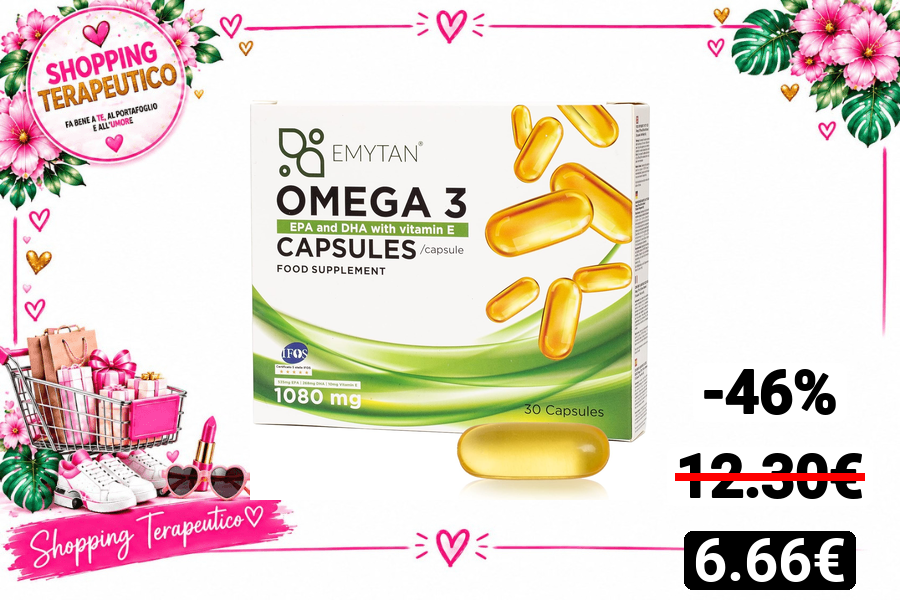 SHOPPING
TERAPEUTICO
FA BENE A TE, AL PORTAFOGLIO
E ALL'UMORE
EMYTAN®
OMEGA 3
EPA and DHA with vitamin E
CAPSULES /capsule
FOOD SUPPLEMENT
IFOS
1080 mg
30 Capsules
-46%
12.30€
6.66€
Shopping Terapeutico